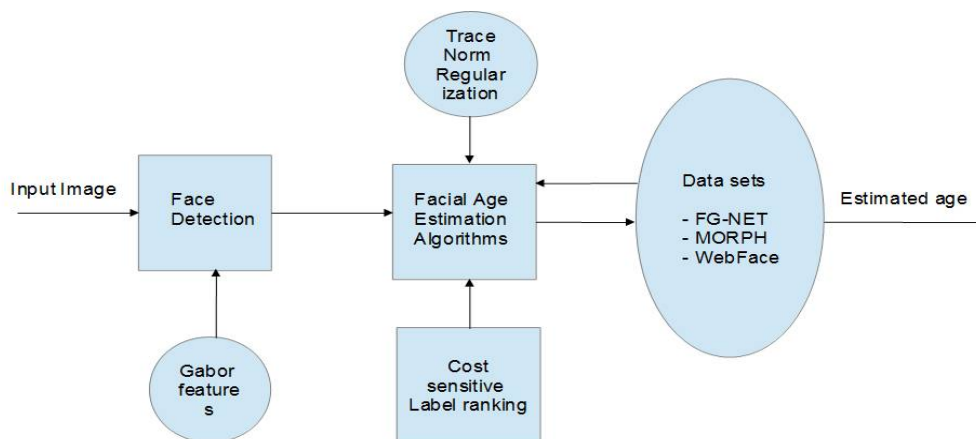 Trace
Norm
Regular
ization
Input Image
Face
Detection
Facial Age
Estimation
Algorithms
Data sets
- FG-NET
- MORPH
- WebFace
Estimated age
Gabor
feature
s
Cost
sensitive
Label ranking